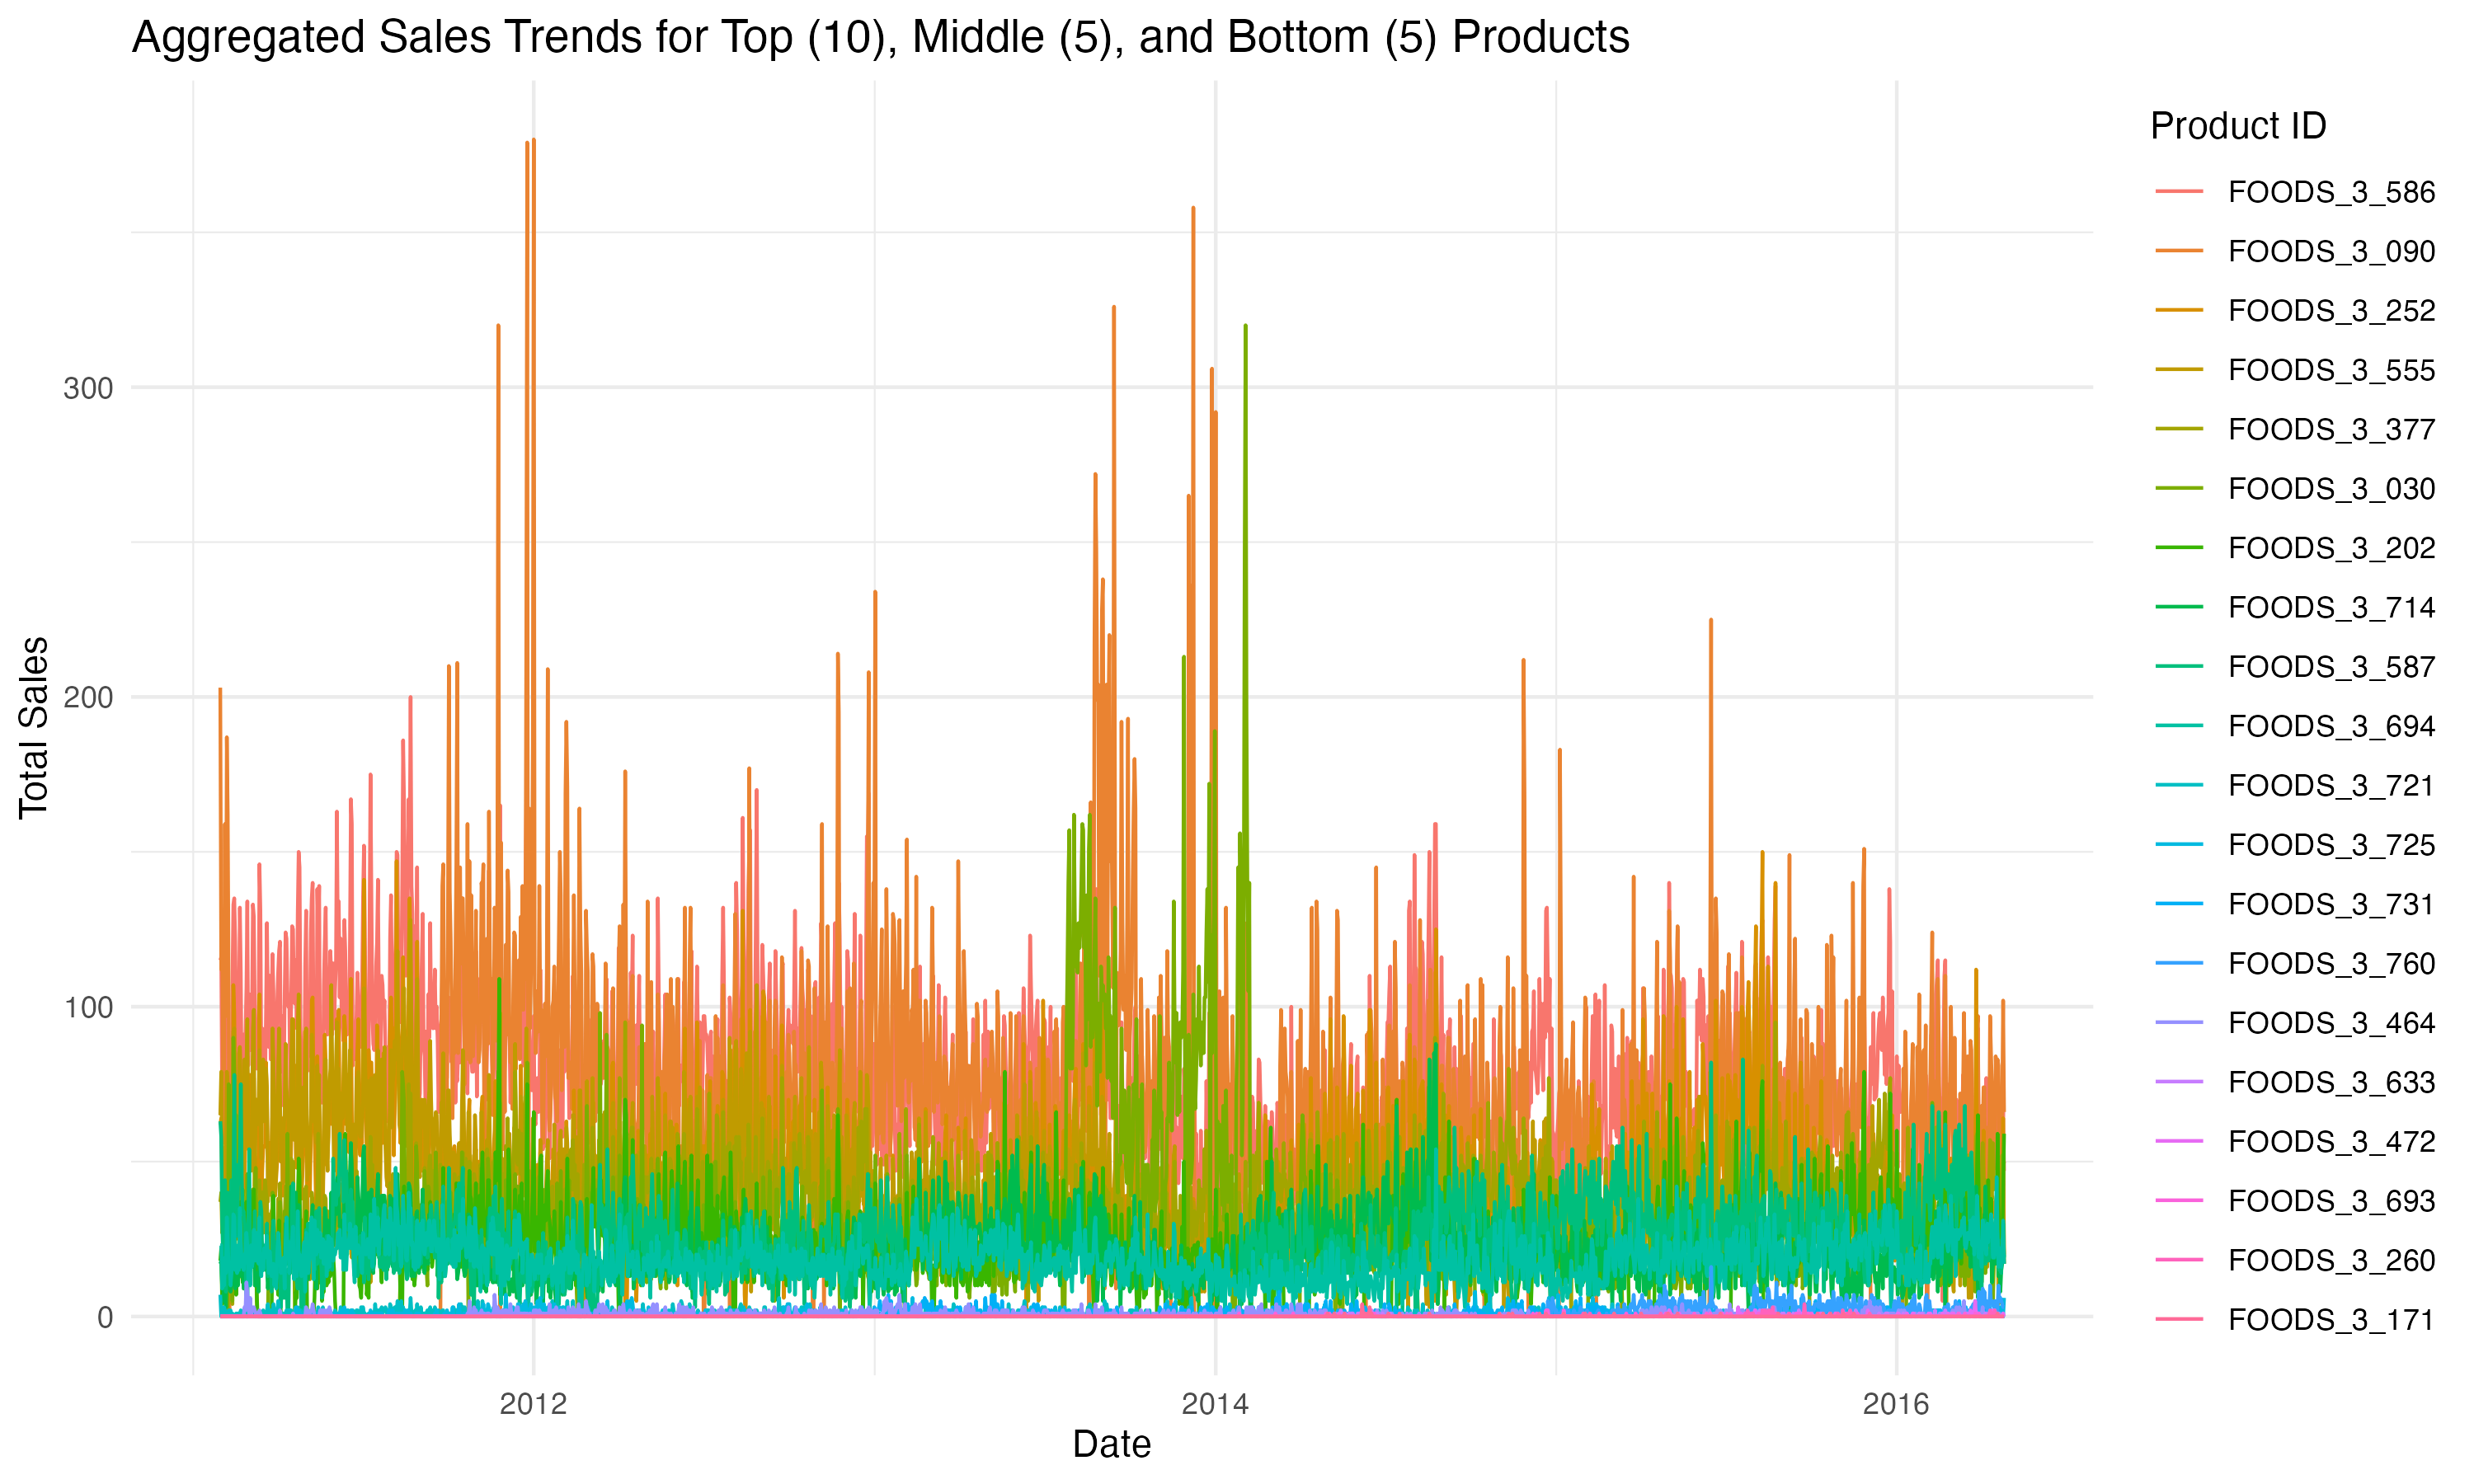 Aggregated Sales Trends for Top (10), Middle (5), and Bottom (5) Products
Total Sales
300
200
100
0
2012
2014
2016
Date
Product ID
FOODS_3_586
FOODS_3_090
FOODS_3_252
FOODS_3_555
FOODS_3_377
FOODS_3_030
FOODS_3_202
FOODS_3_714
FOODS_3_587
FOODS_3_694
FOODS_3_721
FOODS_3_725
FOODS_3_731
FOODS_3_760
FOODS_3_464
FOODS_3_633
FOODS_3_472
FOODS_3_693
FOODS_3_260
FOODS_3_171